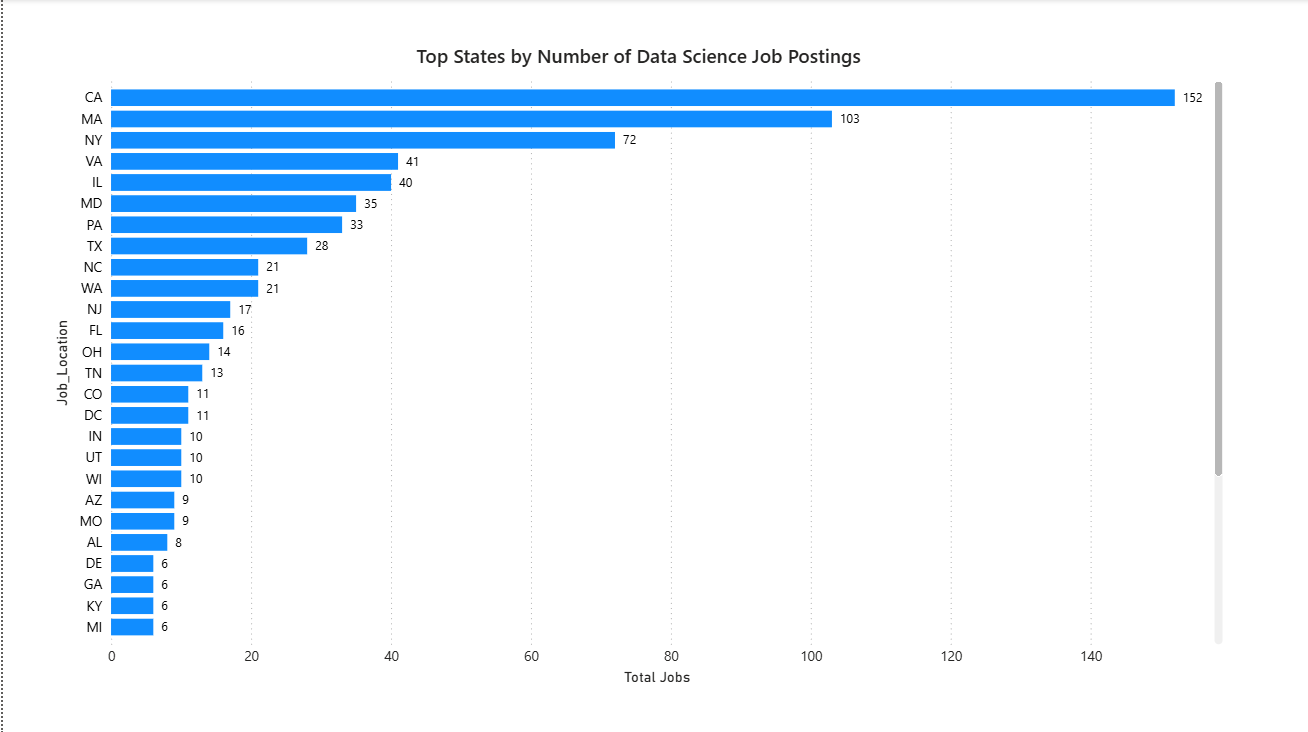 Top States by Number of Data Science Job Postings
Job_Location
CA 152
MA 103
NY 72
VA 41
IL 40
MD 35
PA 33
TX 28
NC 21
WA 21
NJ 17
FL 16
OH 14
TN 13
CO 11
DC 11
IN 10
UT 10
WI 10
AZ 9
MO 9
AL 8
DE 6
GA 6
KY 6
MI 6
0 20 40 60 80 100 120 140
Total Jobs